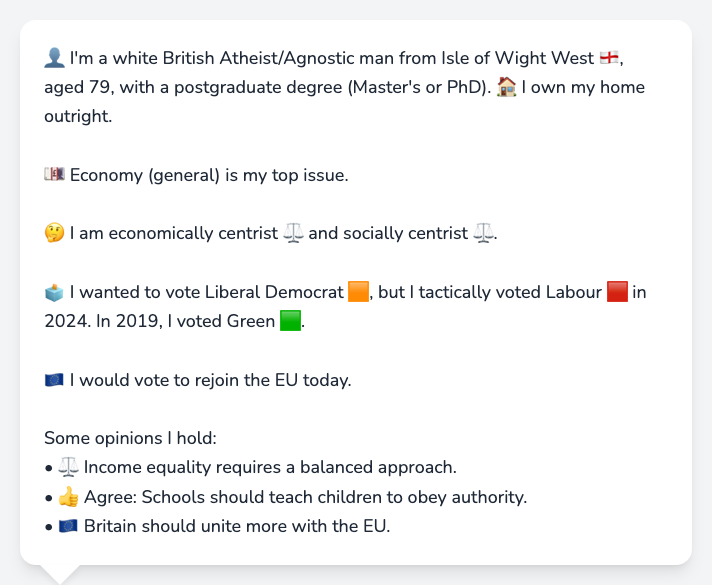 👤 I'm a white British Atheist/Agnostic man from Isle of Wight West 🏴󠁧󠁢󠁥󠁮󠁧󠁿,
aged 79, with a postgraduate degree (Master's or PhD). 🏠 I own my home
outright.
💷 Economy (general) is my top issue.
🤔 I am economically centrist ⚖️ and socially centrist ⚖️.
🗳️ I wanted to vote Liberal Democrat 🟧, but I tactically voted Labour 🟥 in
2024. In 2019, I voted Green 🟩.
🇪🇺 I would vote to rejoin the EU today.
Some opinions I hold:
• ⚖️ Income equality requires a balanced approach.
• 👍 Agree: Schools should teach children to obey authority.
• 🇪🇺 Britain should unite more with the EU.